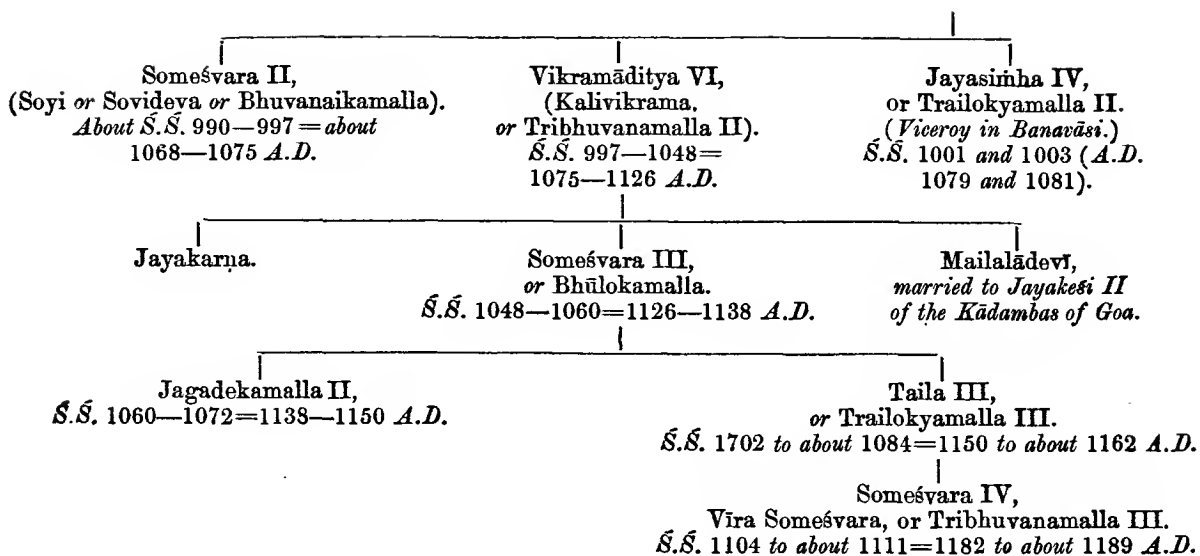 Someśvara II,
(Soyi or Sovideva or Bhuvanaikamalla).
About Ś.Ś. 990—997=about
1068—1075 A.D.
Vikramāditya VI,
(Kalivikrama.
or Tribhuvanamalla II).
Ś.Ś. 997—1048=
1075—1126 A.D.
Jayasiṁha IV,
or Trailokyamalla II.
(Viceroy in Banavāsi.)
Ś.Ś. 1001 and 1003 (A.D.
1079 and 1081).
Jayakarṇa.
Someśvara III,
or Bhūlokamalla.
Ś.Ś. 1048—1060=1126—1138 A.D.
Mailalādevī,
married to Jayakeśi II
of the Kādambas of Goa.
Jagadekamalla II,
Ś.Ś. 1060—1072=1138—1150 A.D.
Taila III,
or Trailokyamalla III.
Ś.Ś. 1702 to about 1084=1150 to about 1162 A.D.
Someśvara IV,
Vīra Someśvara, or Tribhuvanamalla III.
Ś.Ś. 1104 to about 1111=1182 to about 1189 A.D.